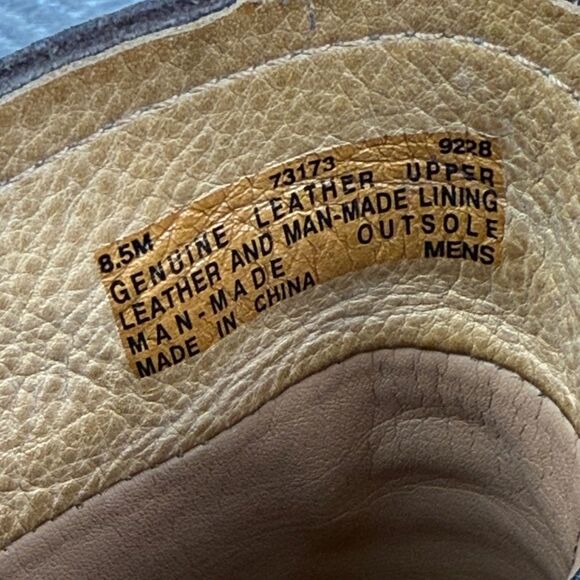 8.5M 73173 9228
GENUINE LEATHER UPPER
LEATHER AND MAN-MADE LINING
MAN-MADE OUTSOLE
MADE IN CHINA MENS